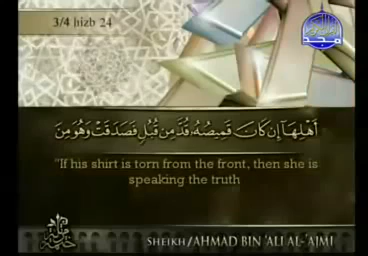 3/4 hizb 24
المجد
أَهْلِهَآ إِن كَانَ قَمِيصُهُۥ قُدَّ مِن قُبُلٍ فَصَدَقَتْ وَهُوَ مِنَ
"If his shirt is torn from the front, then she is
speaking the truth
SHEIKH/AHMAD BIN 'ALI AL-'AJMI